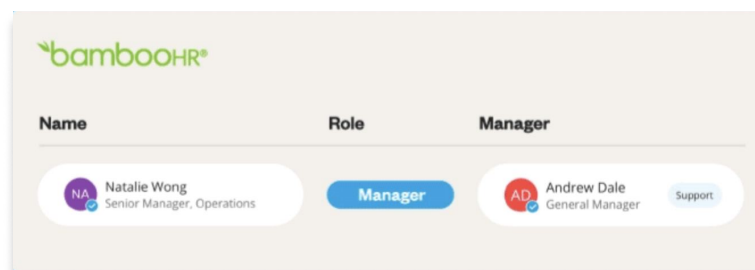 bambooHR®
Name Role Manager
NA Natalie Wong Manager AD Andrew Dale Support
Senior Manager, Operations General Manager